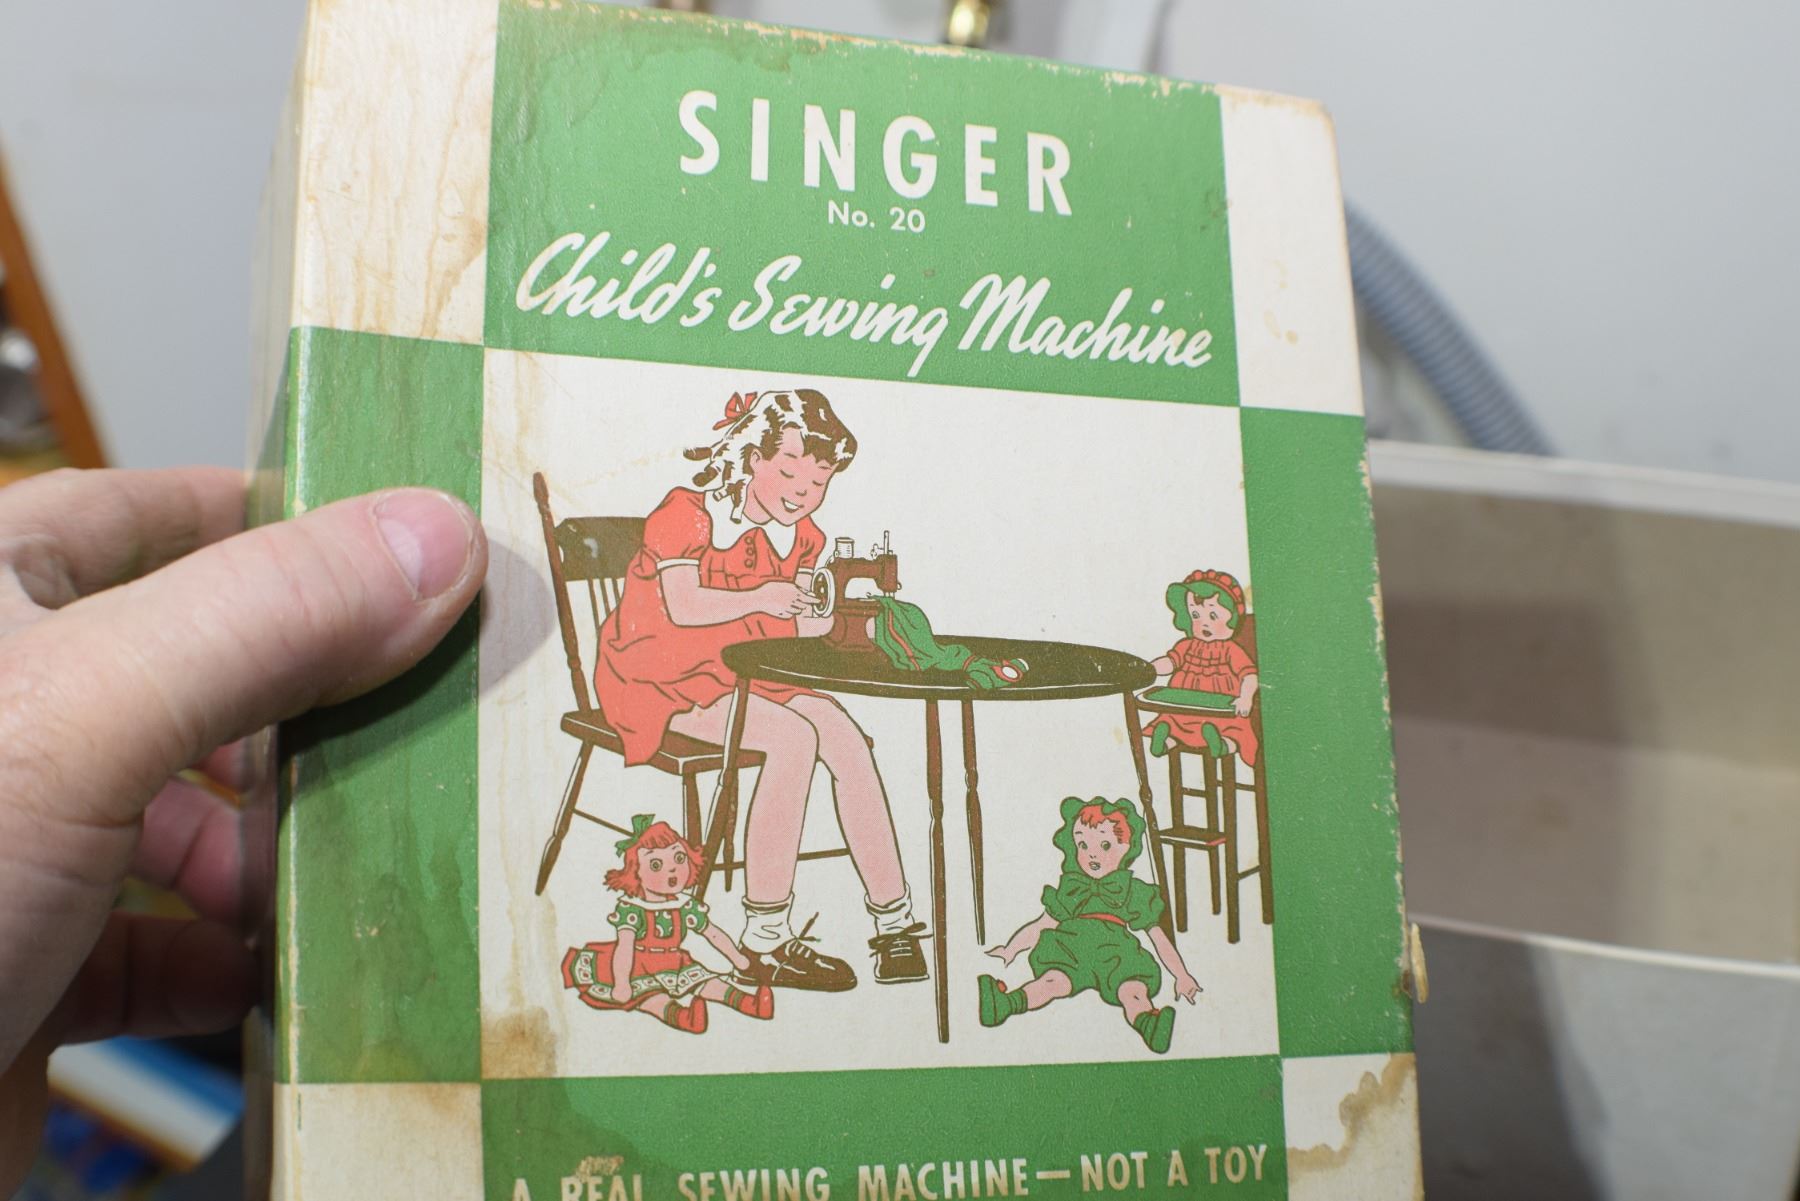 SINGER
No. 20
Child's Sewing Machine
A REAL SEWING MACHINE—NOT A TOY